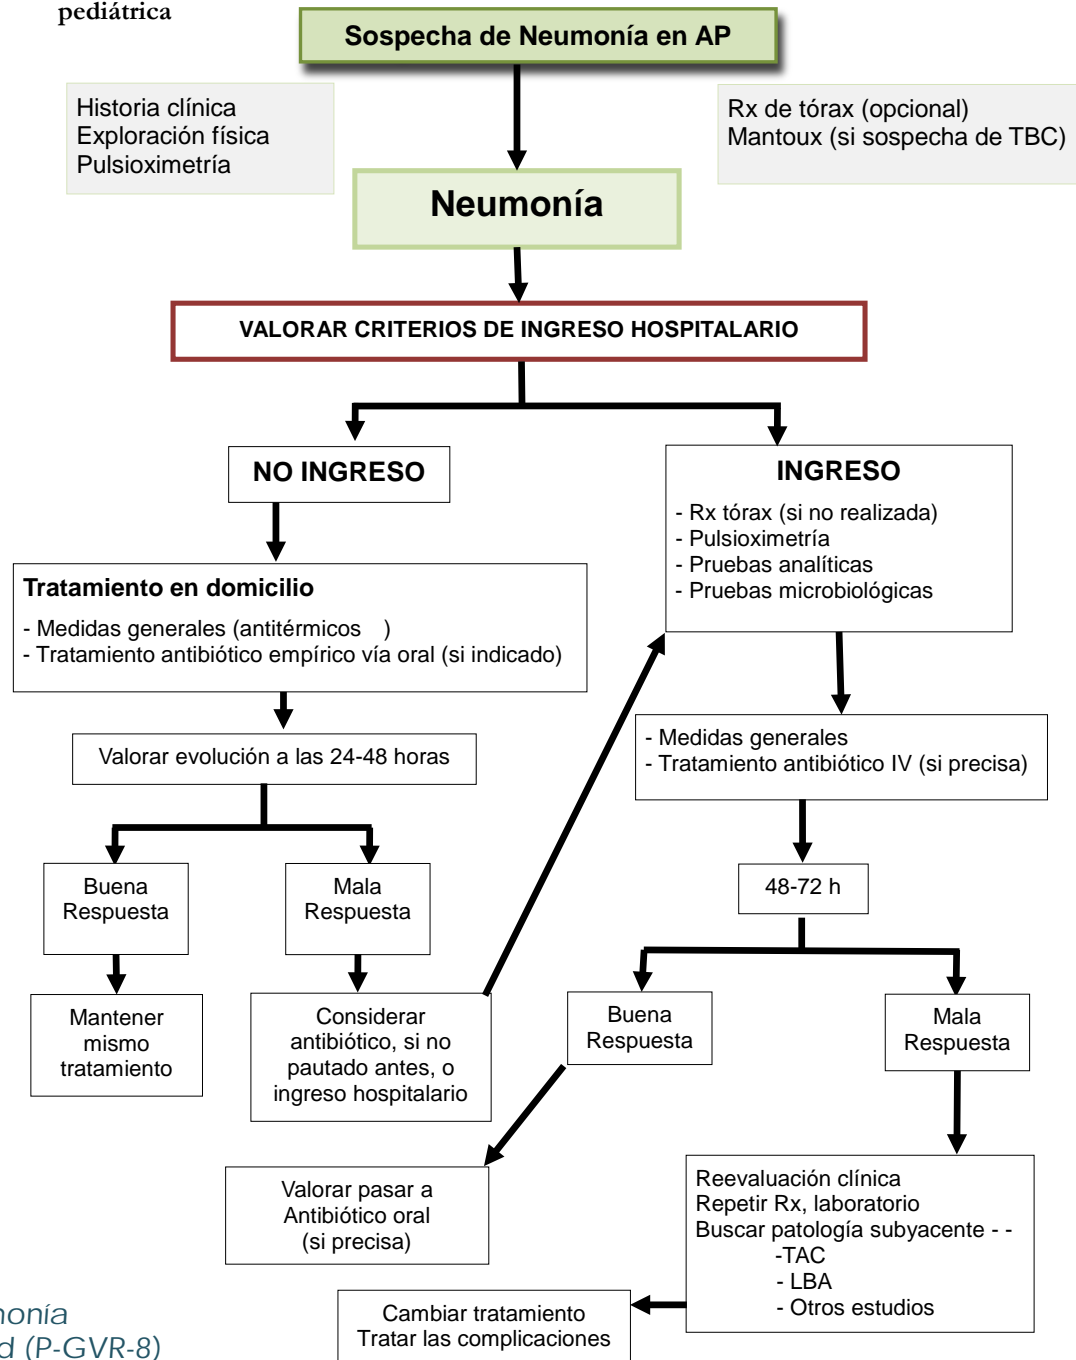 pediátrica
Sospecha de Neumonía en AP
Historia clínica
Exploración física
Pulsioximetría
Rx de tórax (opcional)
Mantoux (si sospecha de TBC)
Neumonía
VALORAR CRITERIOS DE INGRESO HOSPITALARIO
NO INGRESO
INGRESO
- Rx tórax (si no realizada)
- Pulsioximetría
- Pruebas analíticas
- Pruebas microbiológicas
Tratamiento en domicilio
- Medidas generales (antitérmicos )
- Tratamiento antibiótico empírico vía oral (si indicado)
Valorar evolución a las 24-48 horas
- Medidas generales
- Tratamiento antibiótico IV (si precisa)
Buena
Respuesta
Mala
Respuesta
48-72 h
Mantener
mismo
tratamiento
Considerar
antibiótico, si no
pautado antes, o
ingreso hospitalario
Buena
Respuesta
Mala
Respuesta
Valorar pasar a
Antibiótico oral
(si precisa)
Reevaluación clínica
Repetir Rx, laboratorio
Buscar patología subyacente - -
-TAC
- LBA
- Otros estudios
Cambiar tratamiento
Tratar las complicaciones
monía
d (P-GVR-8)